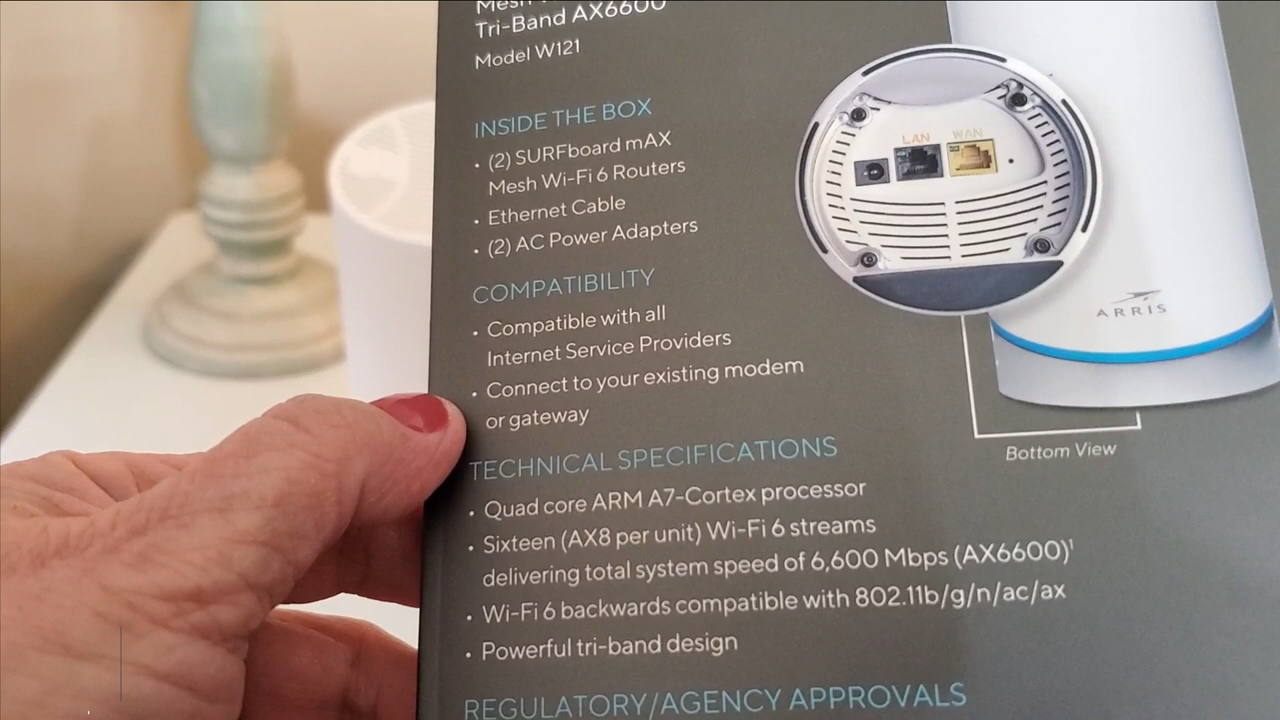 Mesh
Tri-Band AX6600
Model W121
INSIDE THE BOX
• (2) SURFboard mAX
Mesh Wi-Fi 6 Routers
• Ethernet Cable
• (2) AC Power Adapters
COMPATIBILITY
• Compatible with all
Internet Service Providers
• Connect to your existing modem
or gateway
TECHNICAL SPECIFICATIONS
• Quad core ARM A7-Cortex processor
• Sixteen (AX8 per unit) Wi-Fi 6 streams
delivering total system speed of 6,600 Mbps (AX6600)¹
• Wi-Fi 6 backwards compatible with 802.11b/g/n/ac/ax
• Powerful tri-band design
REGULATORY/AGENCY APPROVALS
LAN WAN
ARRIS
Bottom View